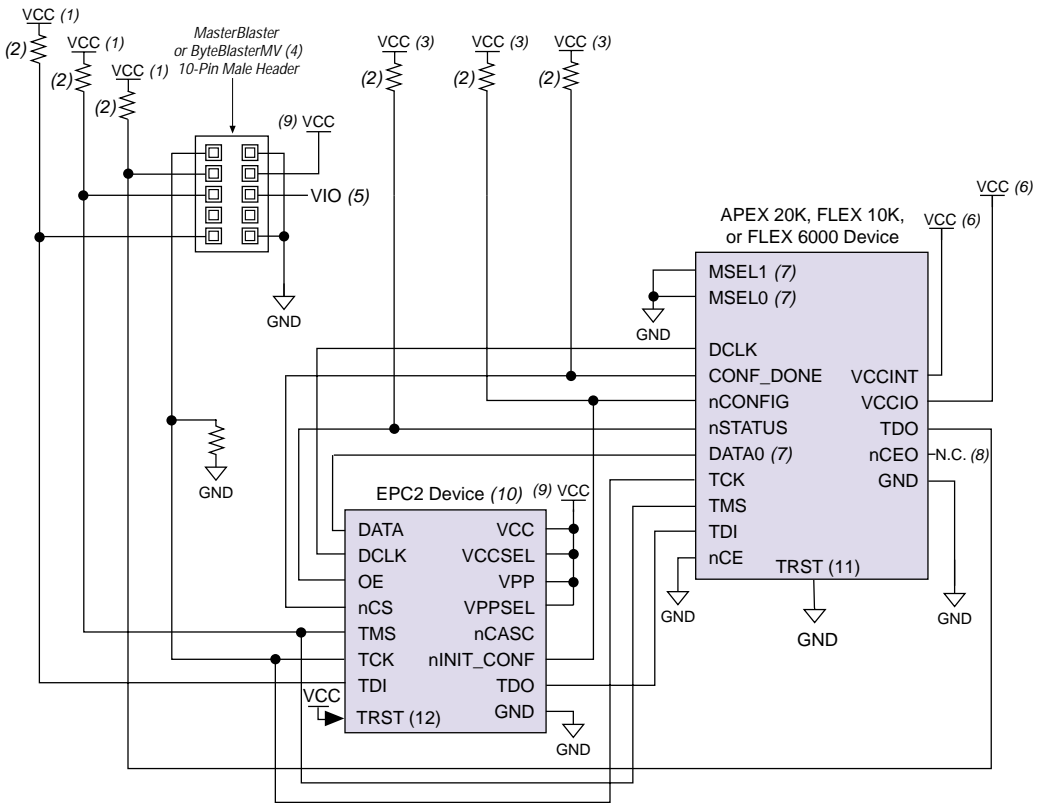 VCC (1)
(2)
VCC (1)
(2)
VCC (1)
(2)
MasterBlaster
or ByteBlasterMV (4)
10-Pin Male Header
(9) VCC
VIO (5)
GND
VCC (3)
(2)
VCC (3)
(2)
VCC (3)
(2)
VCC (6)
VCC (6)
APEX 20K, FLEX 10K,
or FLEX 6000 Device
MSEL1 (7)
MSEL0 (7)
GND
DCLK
CONF_DONE
nCONFIG
nSTATUS
DATA0 (7)
TCK
TMS
TDI
nCE
VCCINT
VCCIO
TDO
nCEO
N.C. (8)
GND
TRST (11)
GND
GND
GND
GND
EPC2 Device (10)
(9) VCC
DATA
DCLK
OE
nCS
TMS
TCK
TDI
VCC
TRST (12)
VCC
VCCSEL
VPP
VPPSEL
nCASC
nINIT_CONF
TDO
GND
GND